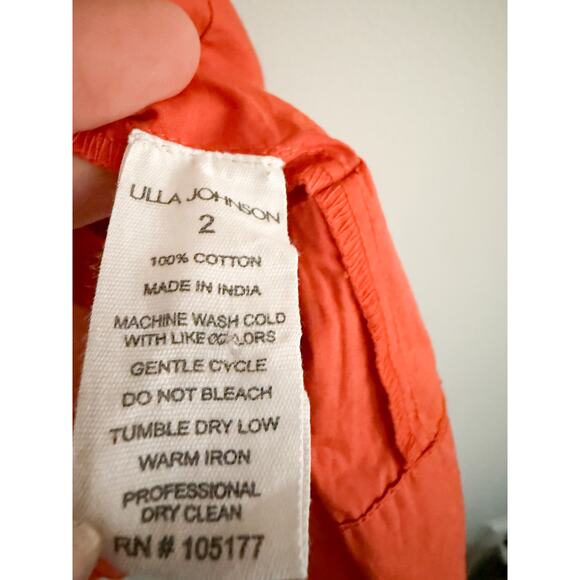 ULLA JOHNSON
2
100% COTTON
MADE IN INDIA
MACHINE WASH COLD
WITH LIKE COLORS
GENTLE CYCLE
DO NOT BLEACH
TUMBLE DRY LOW
WARM IRON
PROFESSIONAL
DRY CLEAN
RN # 105177